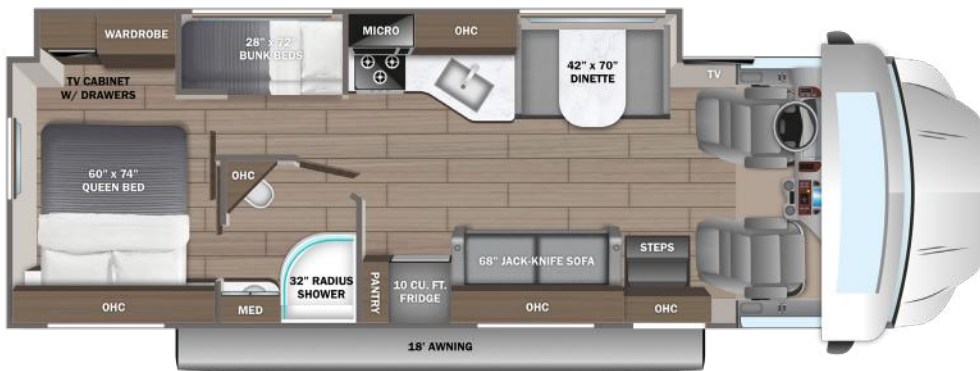 WARDROBE
28" x 72"
BUNK BEDS
MICRO
OHC
42" x 70"
DINETTE
TV
TV CABINET
W/ DRAWERS
60" x 74"
QUEEN BED
OHC
68" JACK-KNIFE SOFA
STEPS
32" RADIUS
SHOWER
PANTRY
10 CU. FT.
FRIDGE
OHC
MED
OHC
OHC
18' AWNING